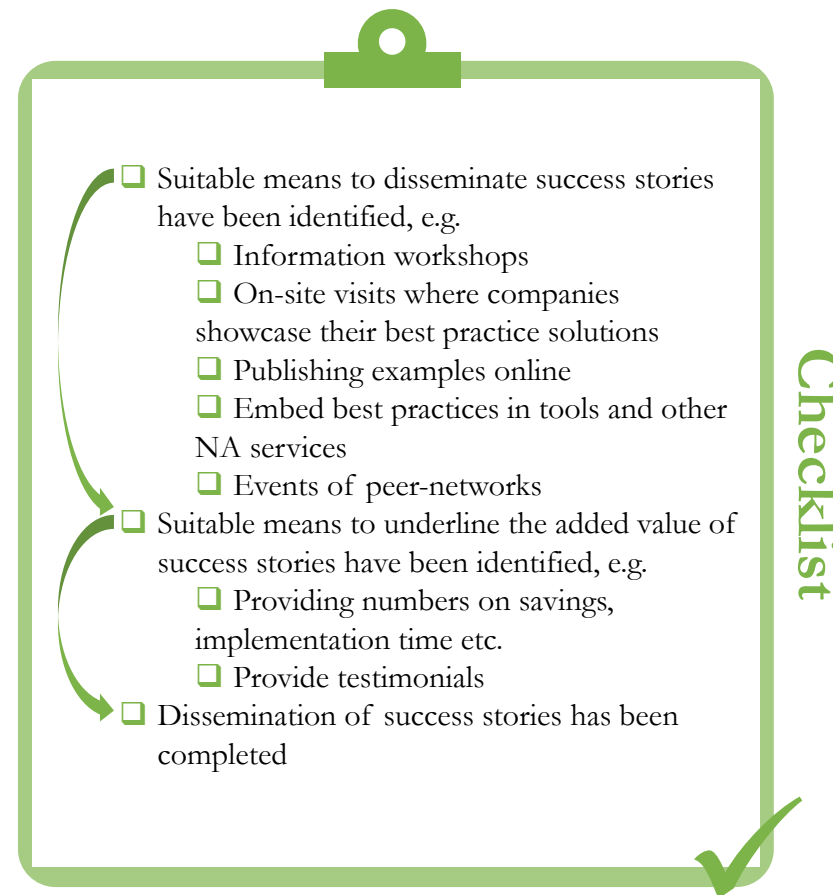 ❑ Suitable means to disseminate success stories
have been identified, e.g.
❑ Information workshops
❑ On-site visits where companies
showcase their best practice solutions
❑ Publishing examples online
❑ Embed best practices in tools and other
NA services
❑ Events of peer-networks
❑ Suitable means to underline the added value of
success stories have been identified, e.g.
❑ Providing numbers on savings,
implementation time etc.
❑ Provide testimonials
❑ Dissemination of success stories has been
completed
Checklist